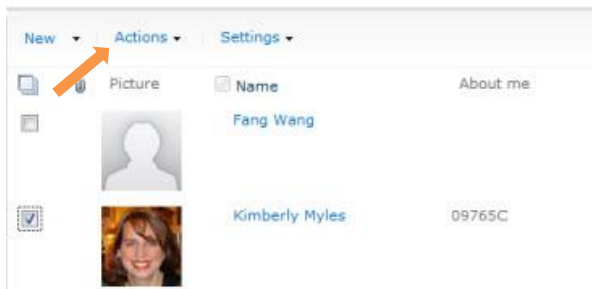 New Actions Settings
Picture Name About me
Fang Wang
Kimberly Myles 09765C